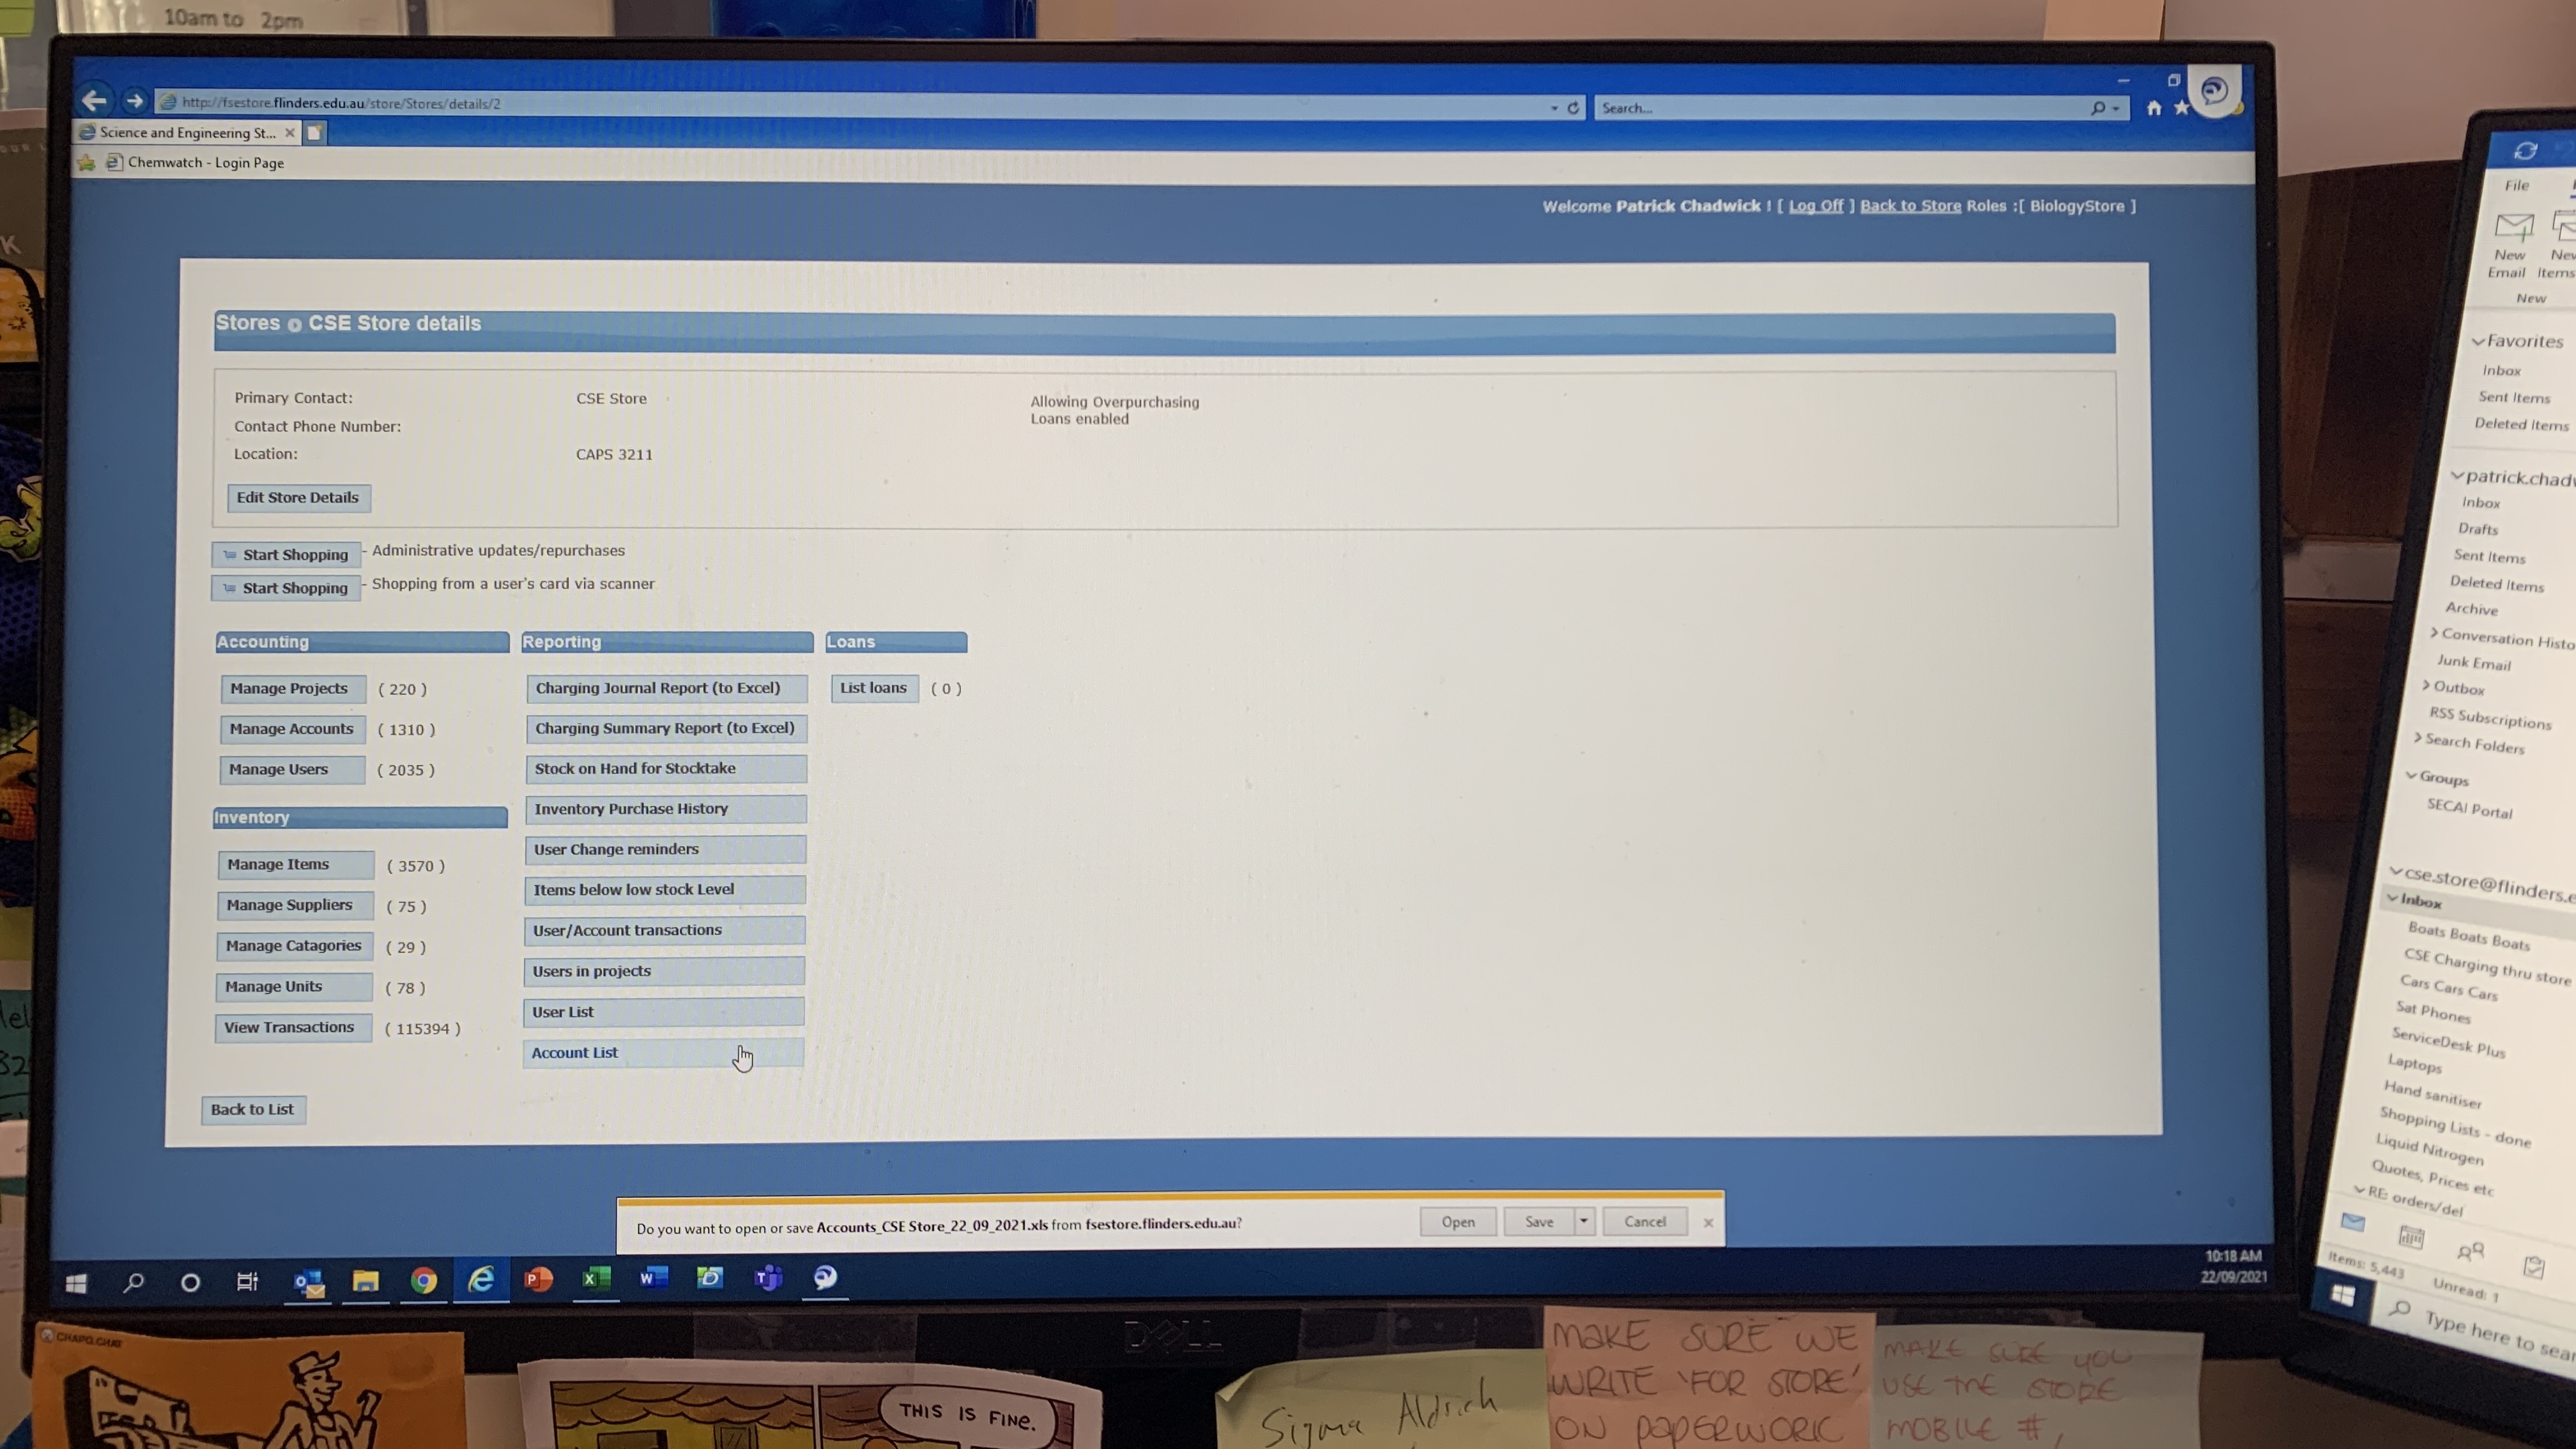 10am to 2pm
http://fsestore.flinders.edu.au/store/Stores/details/2
Search...
Science and Engineering St...
Chemwatch - Login Page
Welcome Patrick Chadwick ! [ Log Off ] Back to Store Roles :[ BiologyStore ]
Stores CSE Store details
Primary Contact: CSE Store
Allowing Overpurchasing
Loans enabled
Contact Phone Number:
Location: CAPS 3211
Edit Store Details
Start Shopping - Administrative updates/repurchases
Start Shopping - Shopping from a user's card via scanner
Accounting
Manage Projects ( 220 )
Manage Accounts ( 1310 )
Manage Users ( 2035 )
Inventory
Manage Items ( 3570 )
Manage Suppliers ( 75 )
Manage Catagories ( 29 )
Manage Units ( 78 )
View Transactions ( 115394 )
Reporting
Charging Journal Report (to Excel)
Charging Summary Report (to Excel)
Stock on Hand for Stocktake
Inventory Purchase History
User Change reminders
Items below low stock Level
User/Account transactions
Users in projects
User List
Account List
Loans
List loans ( 0 )
Back to List
Do you want to open or save Accounts_CSE Store_22_09_2021.xls from fsestore.flinders.edu.au?
Open
Save
Cancel
10:18 AM
22/09/2021
DELL
File
New
Email
New
Items
New
Favorites
Inbox
Sent Items
Deleted Items
patrick.chadw
Inbox
Drafts
Sent Items
Deleted Items
Archive
Conversation Histo
Junk Email
Outbox
RSS Subscriptions
Search Folders
Groups
SECAI Portal
cse.store@flinders.e
Inbox
Boats Boats Boats
CSE Charging thru store
Cars Cars Cars
Sat Phones
ServiceDesk Plus
Laptops
Hand sanitiser
Shopping Lists - done
Liquid Nitrogen
Quotes, Prices etc
RE: orders/del
Items: 5,443
Unread: 1
Type here to sear
CHAPO.CHAT
THIS IS FINE.
Sigma Aldrich
MAKE SURE WE
WRITE 'FOR STORE'
ON PAPERWORK
MAKE SURE YOU
USE THE STORE
MOBILE #,